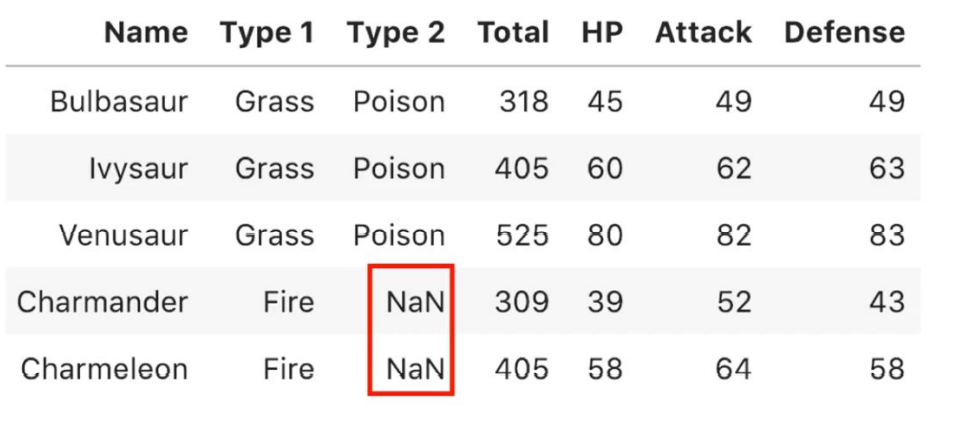 Name Type 1 Type 2 Total HP Attack Defense
Bulbasaur Grass Poison 318 45 49 49
Ivysaur Grass Poison 405 60 62 63
Venusaur Grass Poison 525 80 82 83
Charmander Fire NaN 309 39 52 43
Charmeleon Fire NaN 405 58 64 58